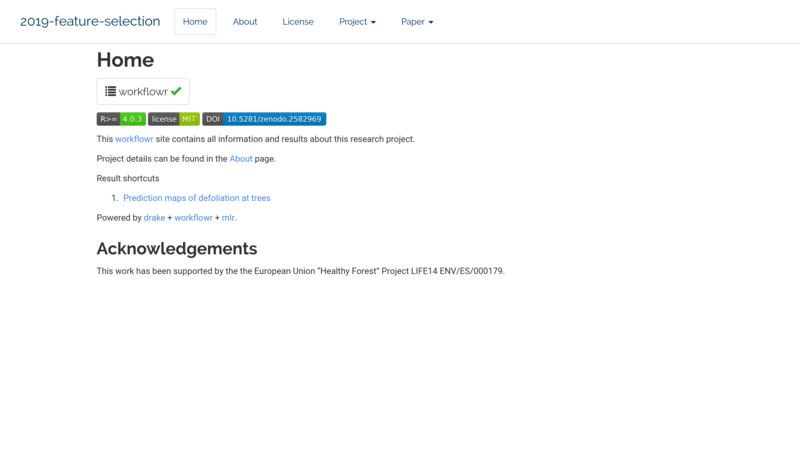 2019-feature-selection Home About License Project Paper
Home
workflowr
R>= 4.0.3 license MIT DOI 10.5281/zenodo.2582969
This workflowr site contains all information and results about this research project.
Project details can be found in the About page.
Result shortcuts
1. Prediction maps of defoliation at trees
Powered by drake + workflowr + mlr.
Acknowledgements
This work has been supported by the the European Union “Healthy Forest” Project LIFE14 ENV/ES/000179.